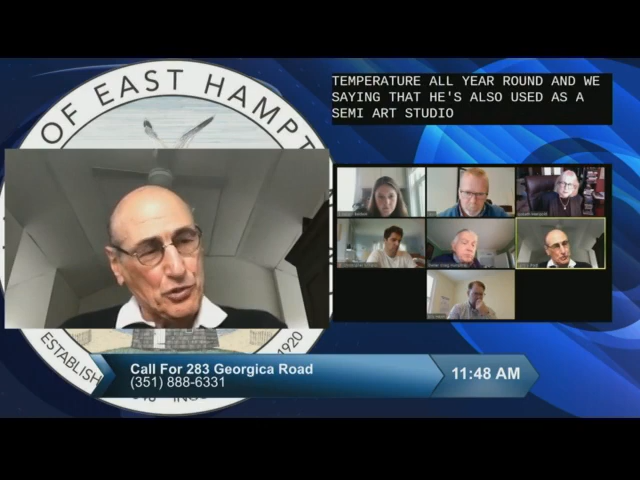 OF EAST HAMPT
TEMPERATURE ALL YEAR ROUND AND WE
SAYING THAT HE'S ALSO USED AS A
SEMI ART STUDIO
ESTABLISH
1920
Call For 283 Georgica Road
(351) 888-6331
11:48 AM